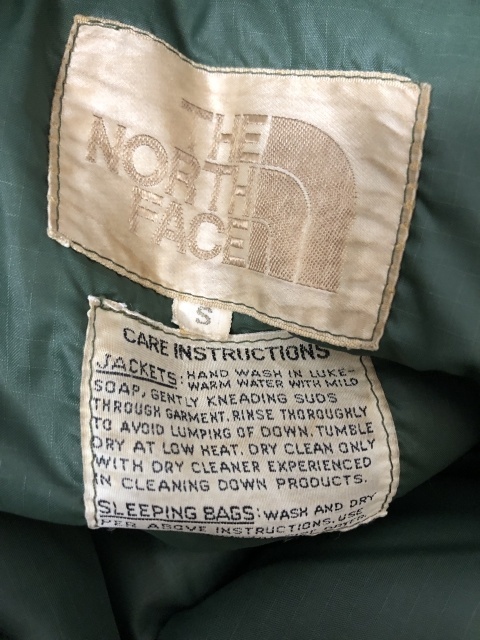 THE
NORTH
FACE
S
CARE INSTRUCTIONS
JACKETS: HAND WASH IN LUKE-
WARM WATER WITH MILD
SOAP, GENTLY KNEADING SUDS
THROUGH GARMENT. RINSE THOROUGHLY
TO AVOID LUMPING OF DOWN. TUMBLE
DRY AT LOW HEAT. DRY CLEAN ONLY
WITH DRY CLEANER EXPERIENCED
IN CLEANING DOWN PRODUCTS.
SLEEPING BAGS: WASH AND DRY
PER ABOVE INSTRUCTIONS. USE